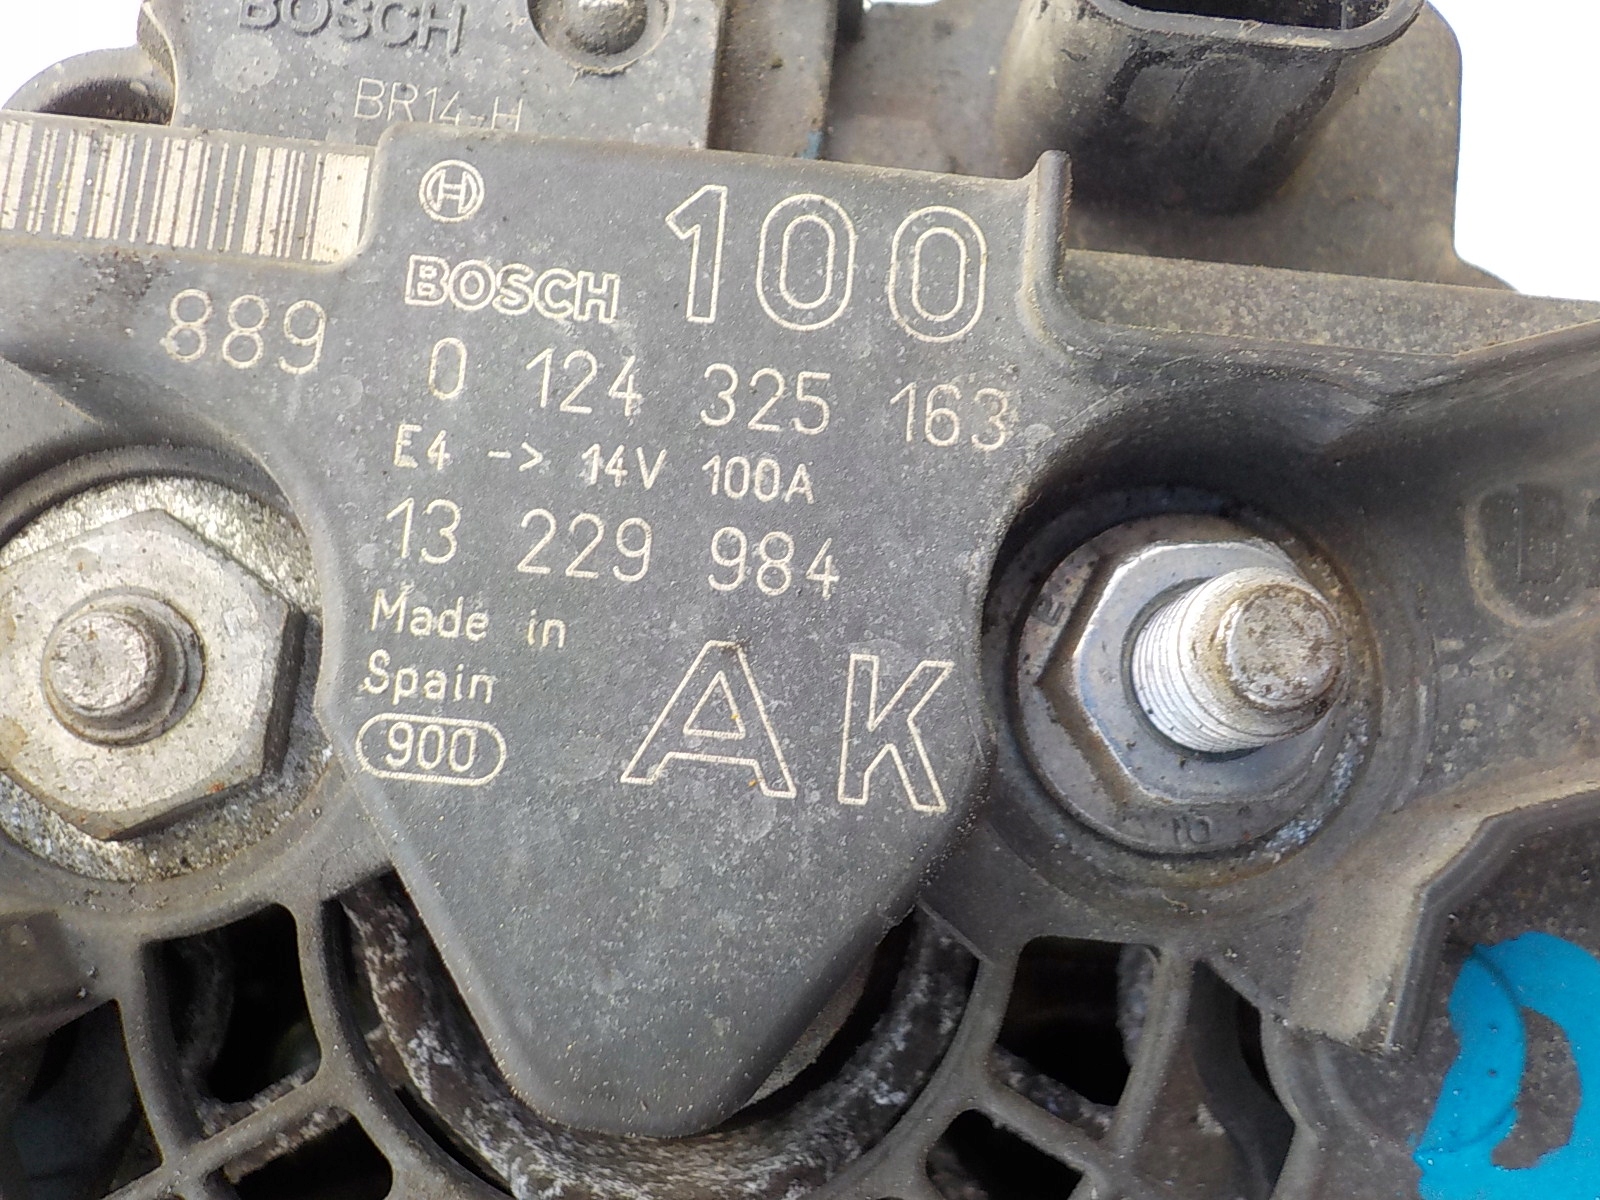 BOSCH
BR14-H
H
BOSCH 100
889
0 124 325 163
E4 -> 14V 100A
13 229 984
Made in
Spain
900
AK